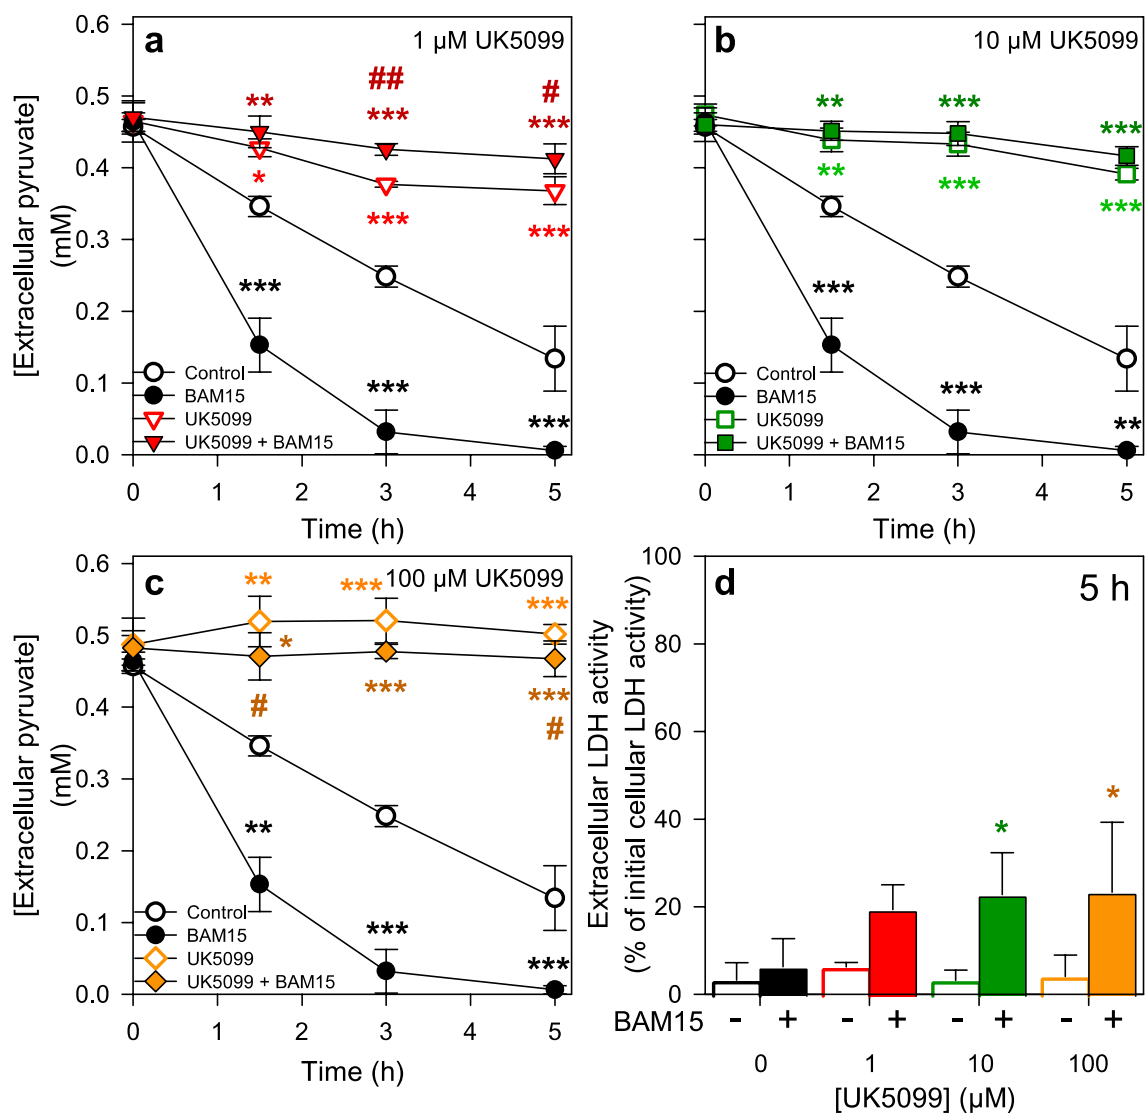 a
1 µM UK5099
[Extracellular pyruvate]
(mM)
0.6
0.5
0.4
0.3
0.2
0.1
0.0
** ## #
*** ***
*
*** ***
***
***
***
Control
BAM15
UK5099
UK5099 + BAM15
0 1 2 3 4 5
Time (h)
b
10 µM UK5099
** *** ***
** *** ***
***
***
**
Control
BAM15
UK5099
UK5099 + BAM15
0 1 2 3 4 5
Time (h)
c
100 µM UK5099
[Extracellular pyruvate]
(mM)
0.6
0.5
0.4
0.3
0.2
0.1
0.0
** *** ***
*
*** ***
# #
**
***
***
Control
BAM15
UK5099
UK5099 + BAM15
0 1 2 3 4 5
Time (h)
d
5 h
Extracellular LDH activity
(% of initial cellular LDH activity)
100
80
60
40
20
0
* *
BAM15 - + - + - + - +
0 1 10 100
[UK5099] (µM)